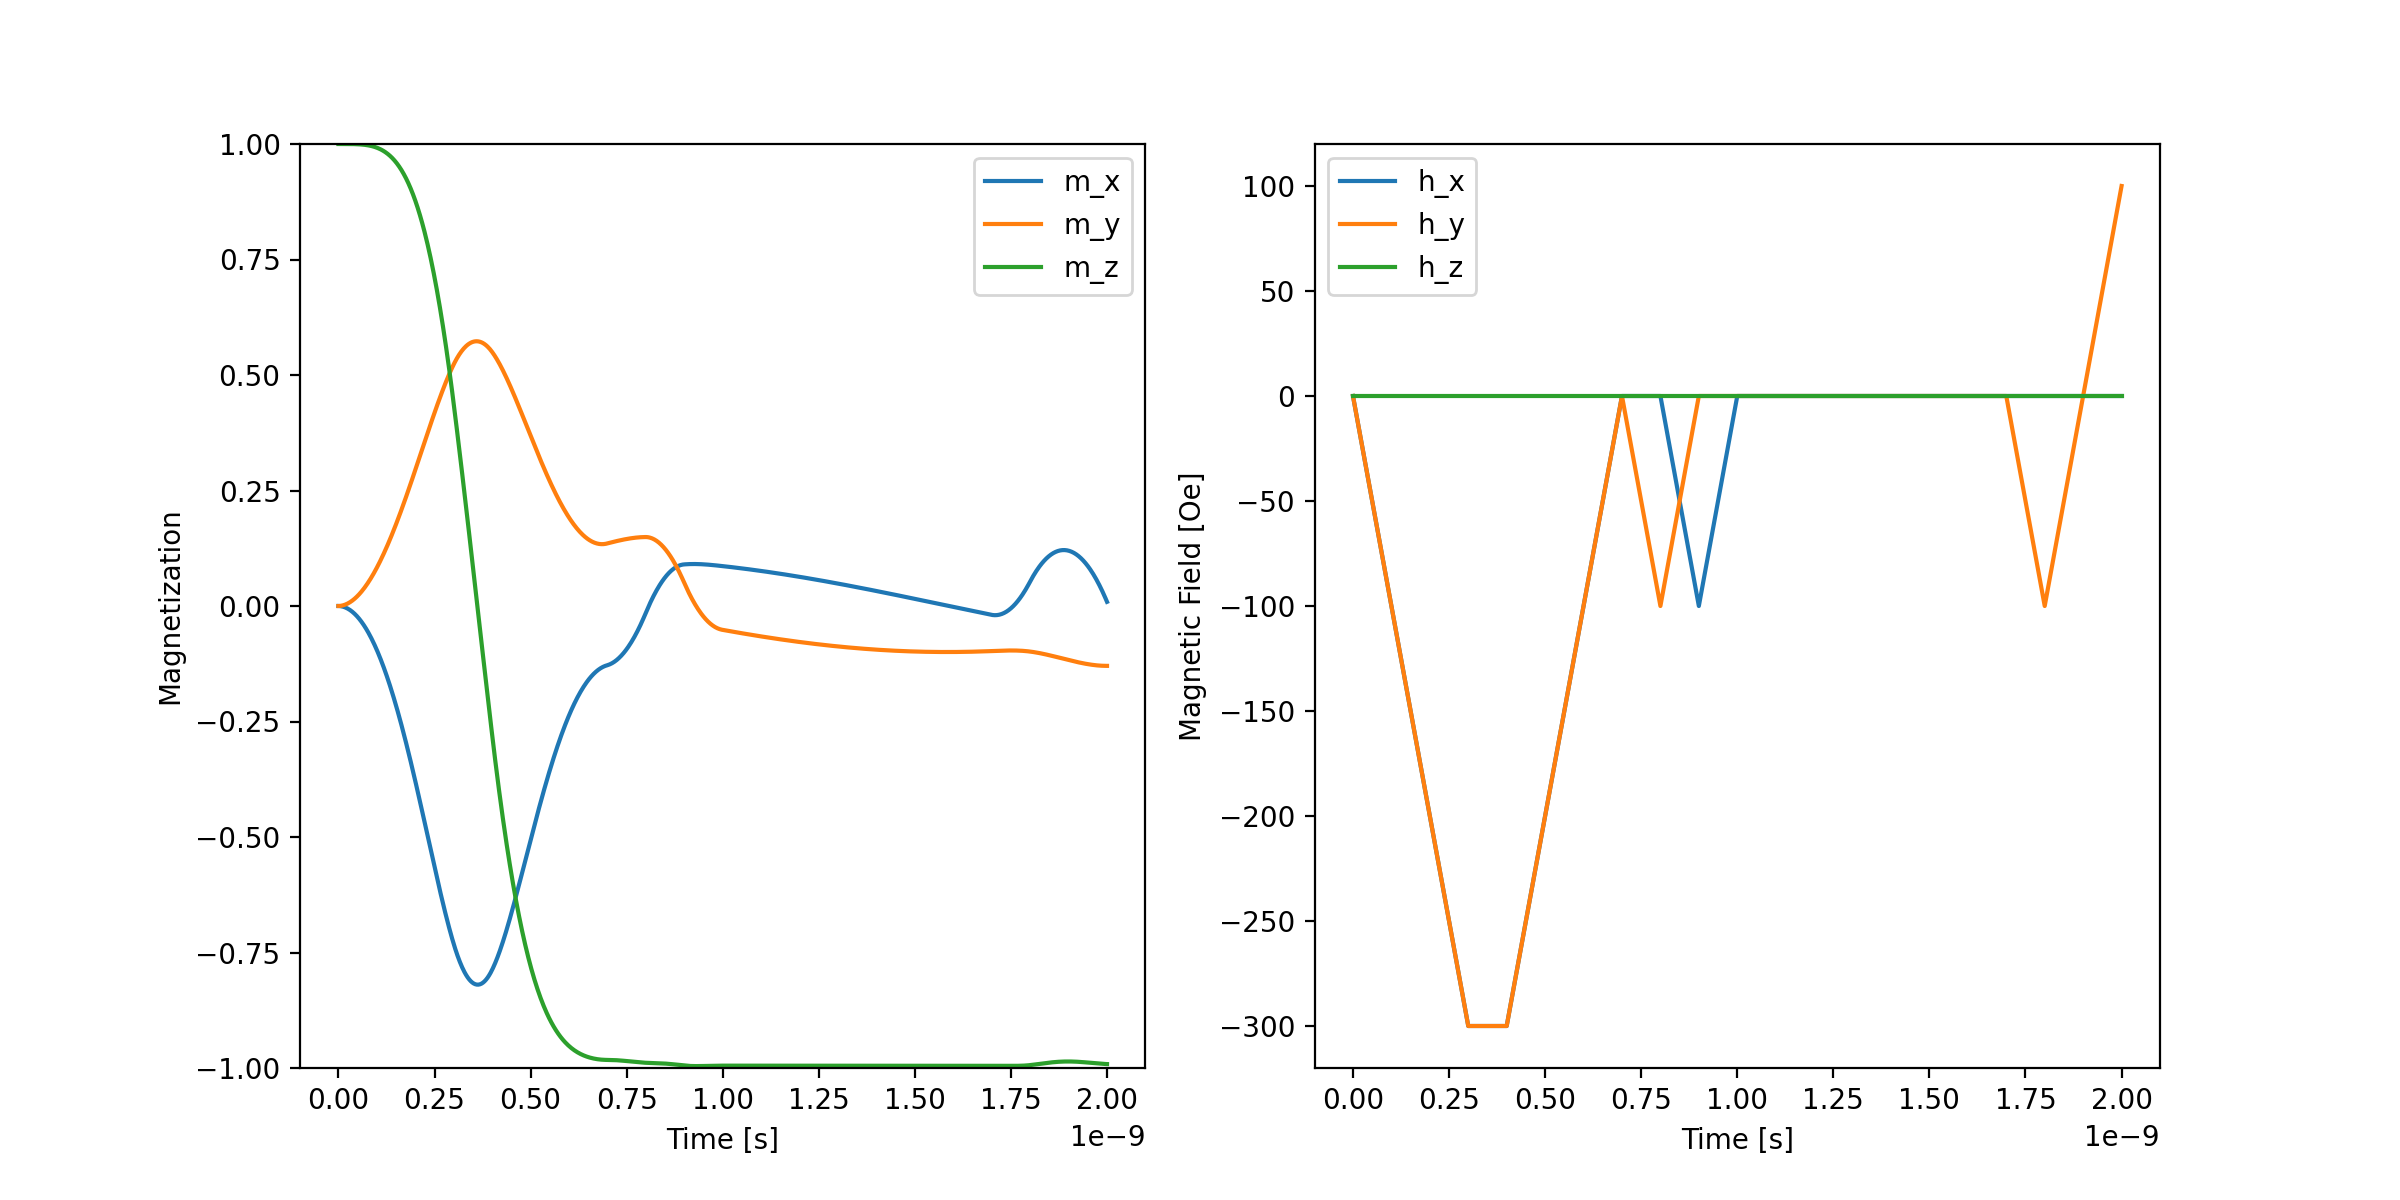 1.00
0.75
0.50
0.25
0.00
−0.25
−0.50
−0.75
−1.00
Magnetization
m_x
m_y
m_z
0.00 0.25 0.50 0.75 1.00 1.25 1.50 1.75 2.00
Time [s]
1e−9
100
50
0
−50
−100
−150
−200
−250
−300
Magnetic Field [Oe]
h_x
h_y
h_z
0.00 0.25 0.50 0.75 1.00 1.25 1.50 1.75 2.00
Time [s]
1e−9